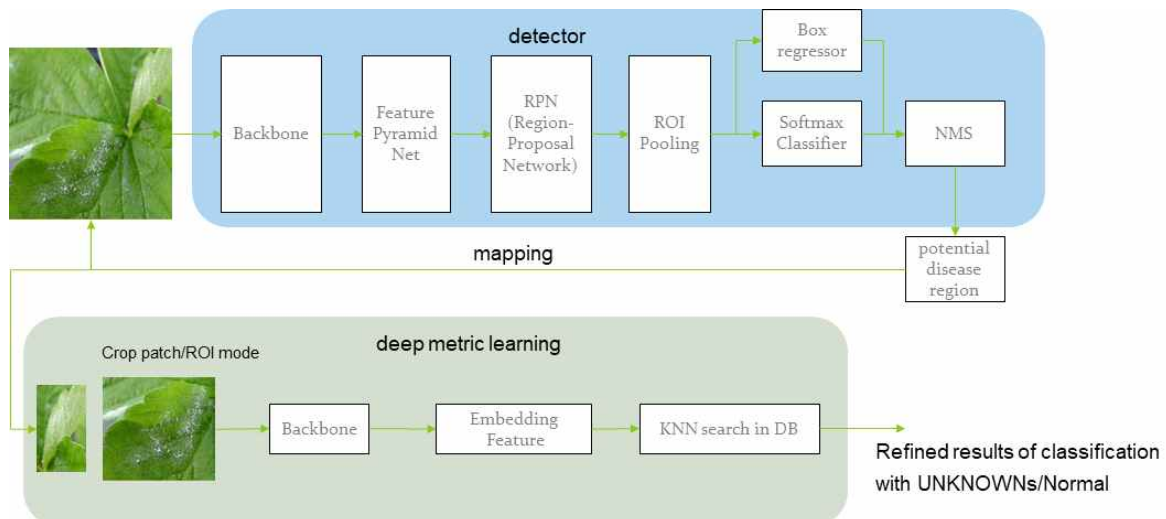 detector
Box
regressor
Backbone
Feature
Pyramid
Net
RPN
(Region-
Proposal
Network)
ROI
Pooling
Softmax
Classifier
NMS
mapping
potential
disease
region
deep metric learning
Crop patch/ROI mode
Backbone
Embedding
Feature
KNN search in DB
Refined results of classification
with UNKNOWNs/Normal